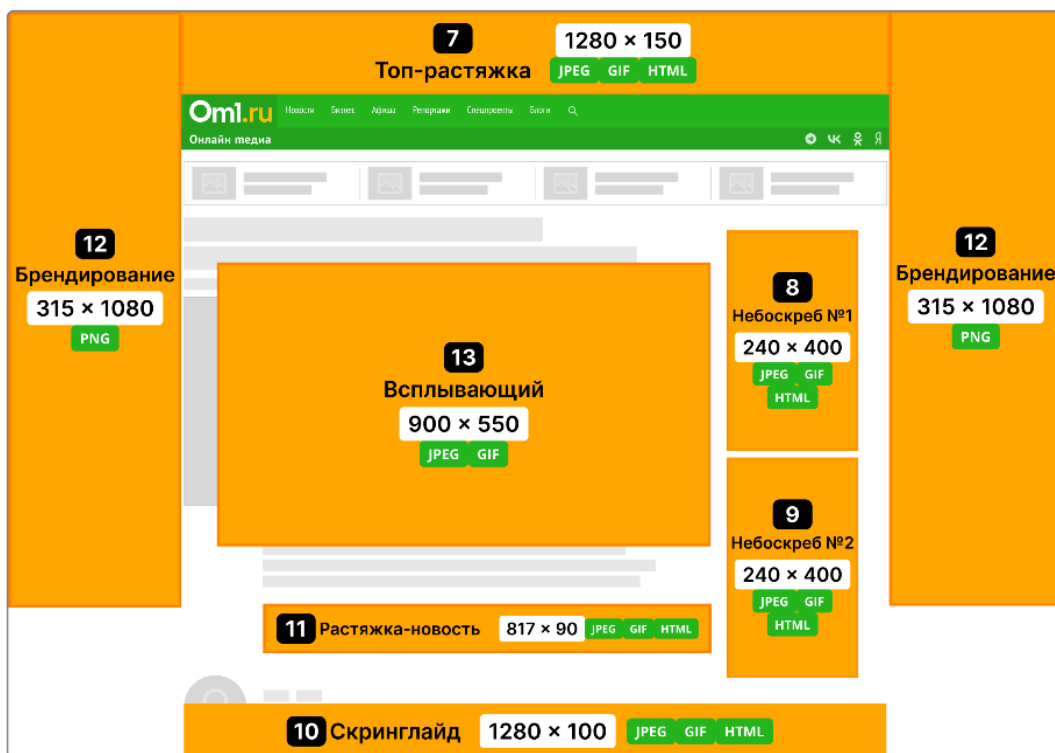 7
1280 × 150
Топ-растяжка
JPEG GIF HTML
Om1.ru
Новости Бизнес Афиша Репортажи Спецпроекты Блоги
Онлайн медиа
12
Брендирование
315 × 1080
PNG
12
Брендирование
315 × 1080
PNG
8
Небоскреб №1
240 × 400
JPEG GIF
HTML
13
Всплывающий
900 × 550
JPEG GIF
9
Небоскреб №2
240 × 400
JPEG GIF
HTML
11 Растяжка-новость 817 × 90 JPEG GIF HTML
10 Скринглайд 1280 × 100 JPEG GIF HTML